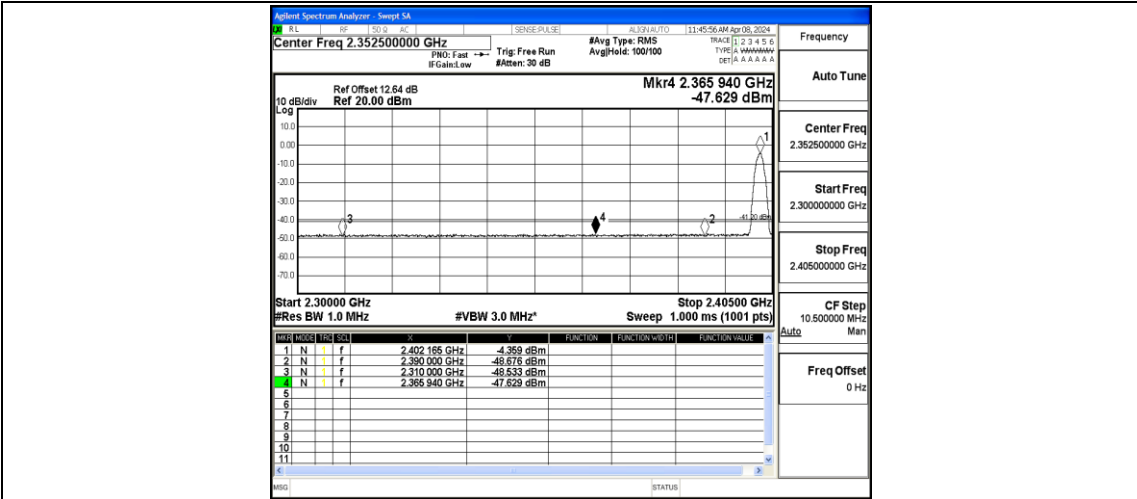 Agilent Spectrum Analyzer - Swept SA
RL RF 50 Ω AC SENSE:PULSE ALIGN AUTO 11:45:56 AM Apr 08, 2024
Center Freq 2.352500000 GHz #Avg Type: RMS TRACE 1 2 3 4 5 6
PNO: Fast Trig: Free Run Avg|Hold: 100/100 TYPE A
IFGain:Low #Atten: 30 dB DET A A A A A A
Mkr4 2.365 940 GHz
-47.629 dBm
Ref Offset 12.64 dB
10 dB/div Ref 20.00 dBm
Log
10.0
0.00
-10.0
-20.0
-30.0
-40.0
-50.0
-60.0
-70.0
1
2
3
4
-41.20 dBm
Start 2.30000 GHz Stop 2.40500 GHz
#Res BW 1.0 MHz #VBW 3.0 MHz* Sweep 1.000 ms (1001 pts)
MKR MODE TRC SCL X Y FUNCTION FUNCTION WIDTH FUNCTION VALUE
1 N 1 f 2.402 165 GHz -4.359 dBm
2 N 1 f 2.390 000 GHz -48.676 dBm
3 N 1 f 2.310 000 GHz -48.533 dBm
4 N 1 f 2.365 940 GHz -47.629 dBm
5
6
7
8
9
10
11
MSG STATUS
Frequency
Auto Tune
Center Freq
2.352500000 GHz
Start Freq
2.300000000 GHz
Stop Freq
2.405000000 GHz
CF Step
10.500000 MHz
Auto Man
Freq Offset
0 Hz